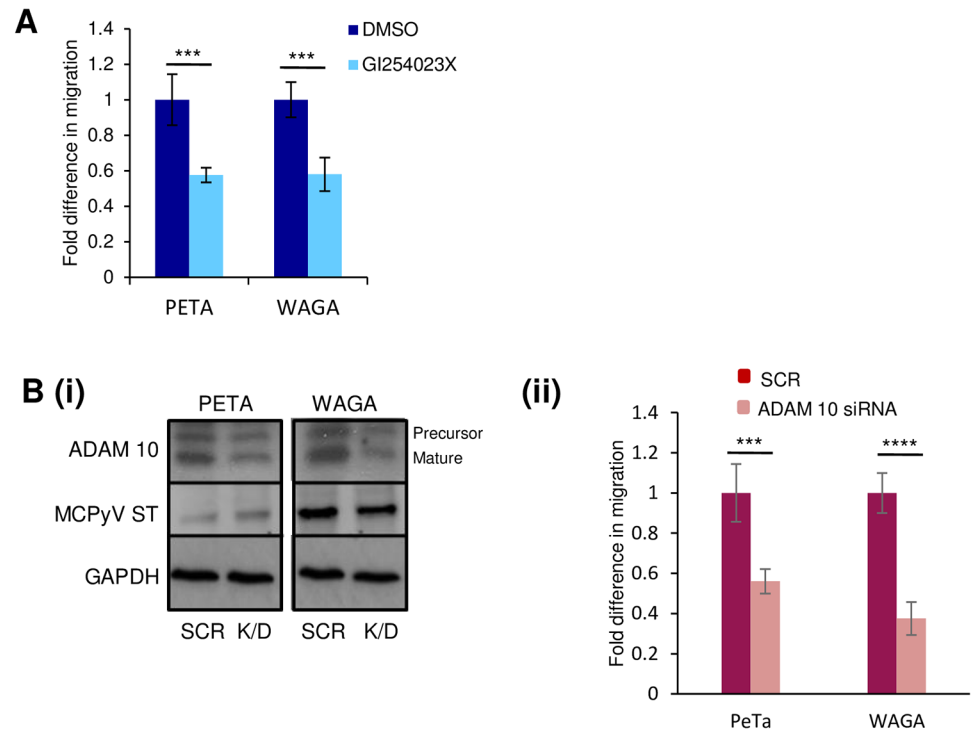 A
1.4
1.2
1
0.8
0.6
0.4
0.2
0
Fold difference in migration
***
***
DMSO
GI254023X
PETA
WAGA
B (i)
PETA
WAGA
ADAM 10
Precursor
Mature
MCPyV ST
GAPDH
SCR K/D
SCR K/D
(ii)
SCR
ADAM 10 siRNA
1.4
1.2
1
0.8
0.6
0.4
0.2
0
Fold difference in migration
***
****
PeTa
WAGA